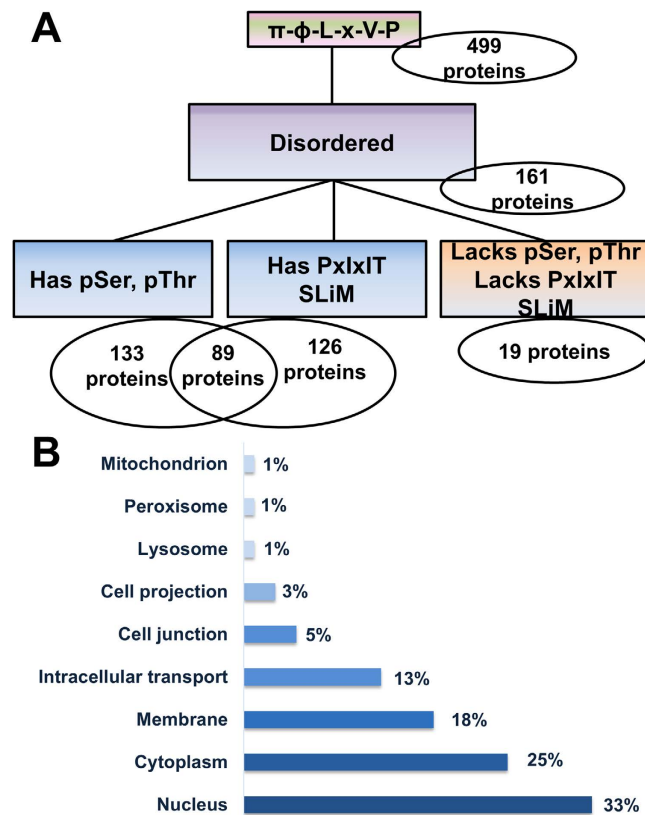 A
π-ϕ-L-x-V-P
499
proteins
Disordered
161
proteins
Has pSer, pThr
Has PxIxIT
SLiM
Lacks pSer, pThr
Lacks PxIxIT
SLiM
133
proteins
89
proteins
126
proteins
19 proteins
B
Mitochondrion 1%
Peroxisome 1%
Lysosome 1%
Cell projection 3%
Cell junction 5%
Intracellular transport 13%
Membrane 18%
Cytoplasm 25%
Nucleus 33%